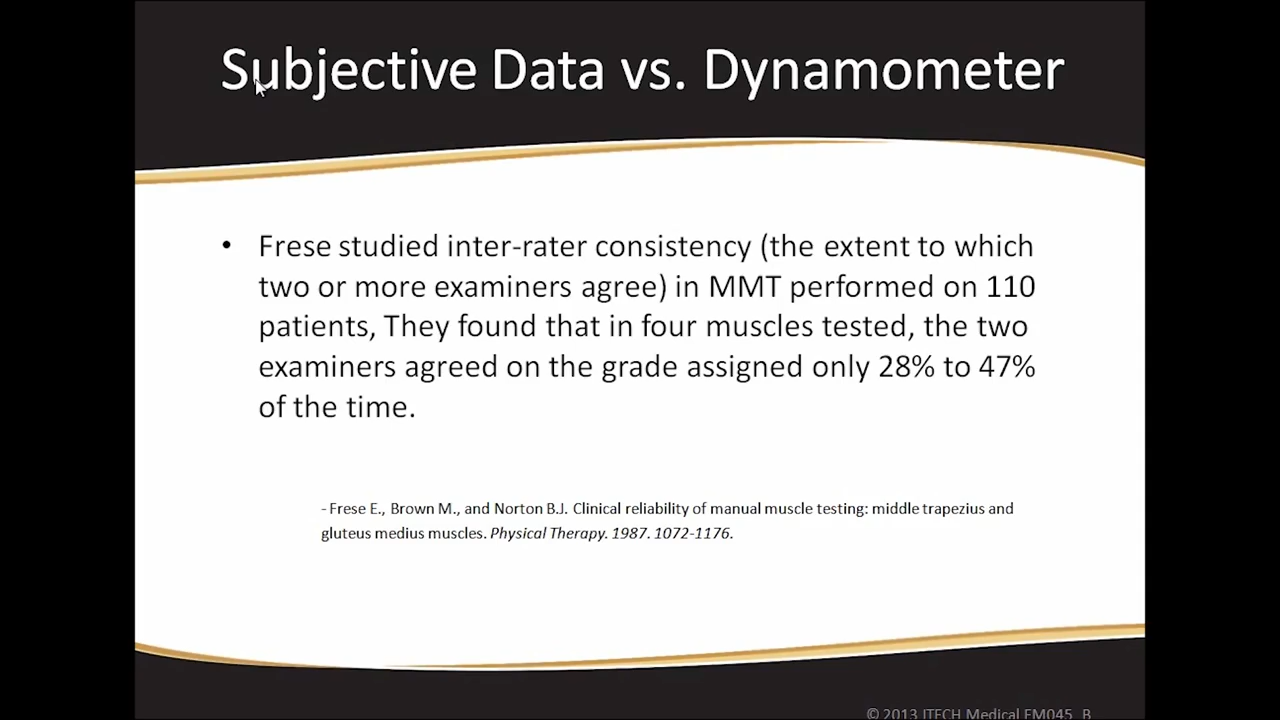 Subjective Data vs. Dynamometer
• Frese studied inter-rater consistency (the extent to which
two or more examiners agree) in MMT performed on 110
patients, They found that in four muscles tested, the two
examiners agreed on the grade assigned only 28% to 47%
of the time.
- Frese E., Brown M., and Norton B.J. Clinical reliability of manual muscle testing: middle trapezius and
gluteus medius muscles. Physical Therapy. 1987. 1072-1176.
© 2013 JTECH Medical FM045_B